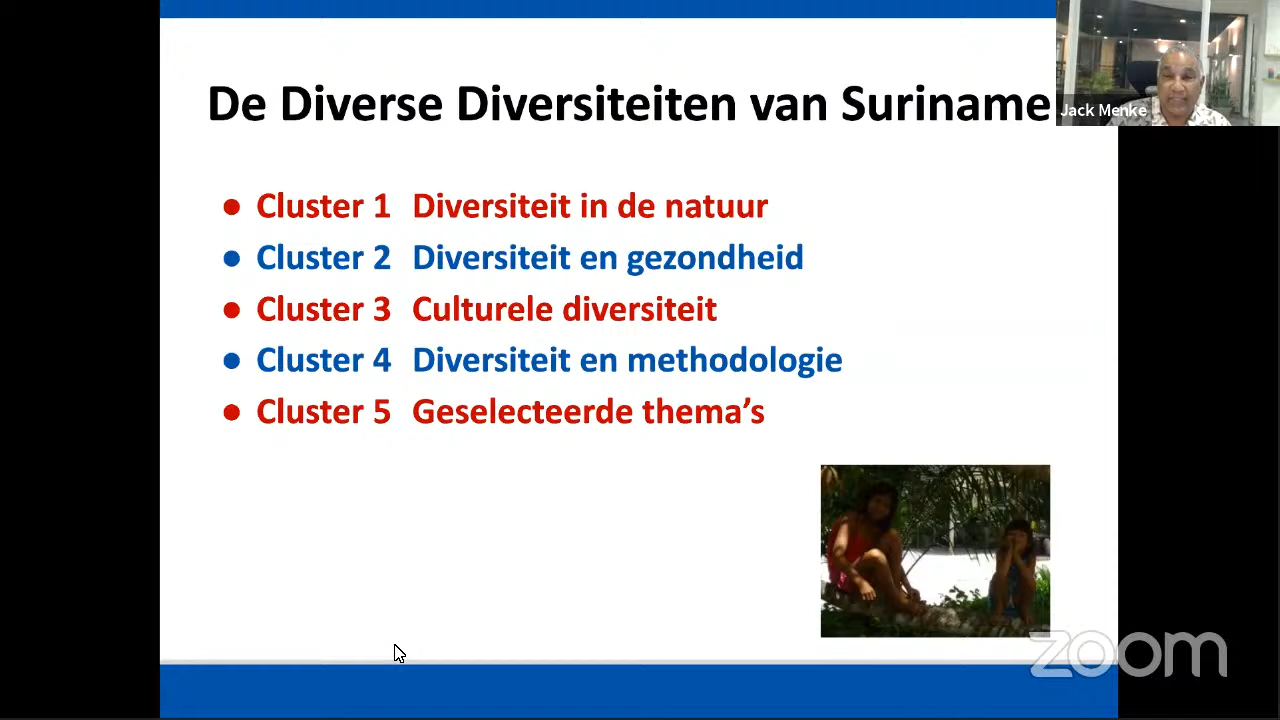 De Diverse Diversiteiten van Suriname
Jack Menke
● Cluster 1 Diversiteit in de natuur
● Cluster 2 Diversiteit en gezondheid
● Cluster 3 Culturele diversiteit
● Cluster 4 Diversiteit en methodologie
● Cluster 5 Geselecteerde thema’s
zoom